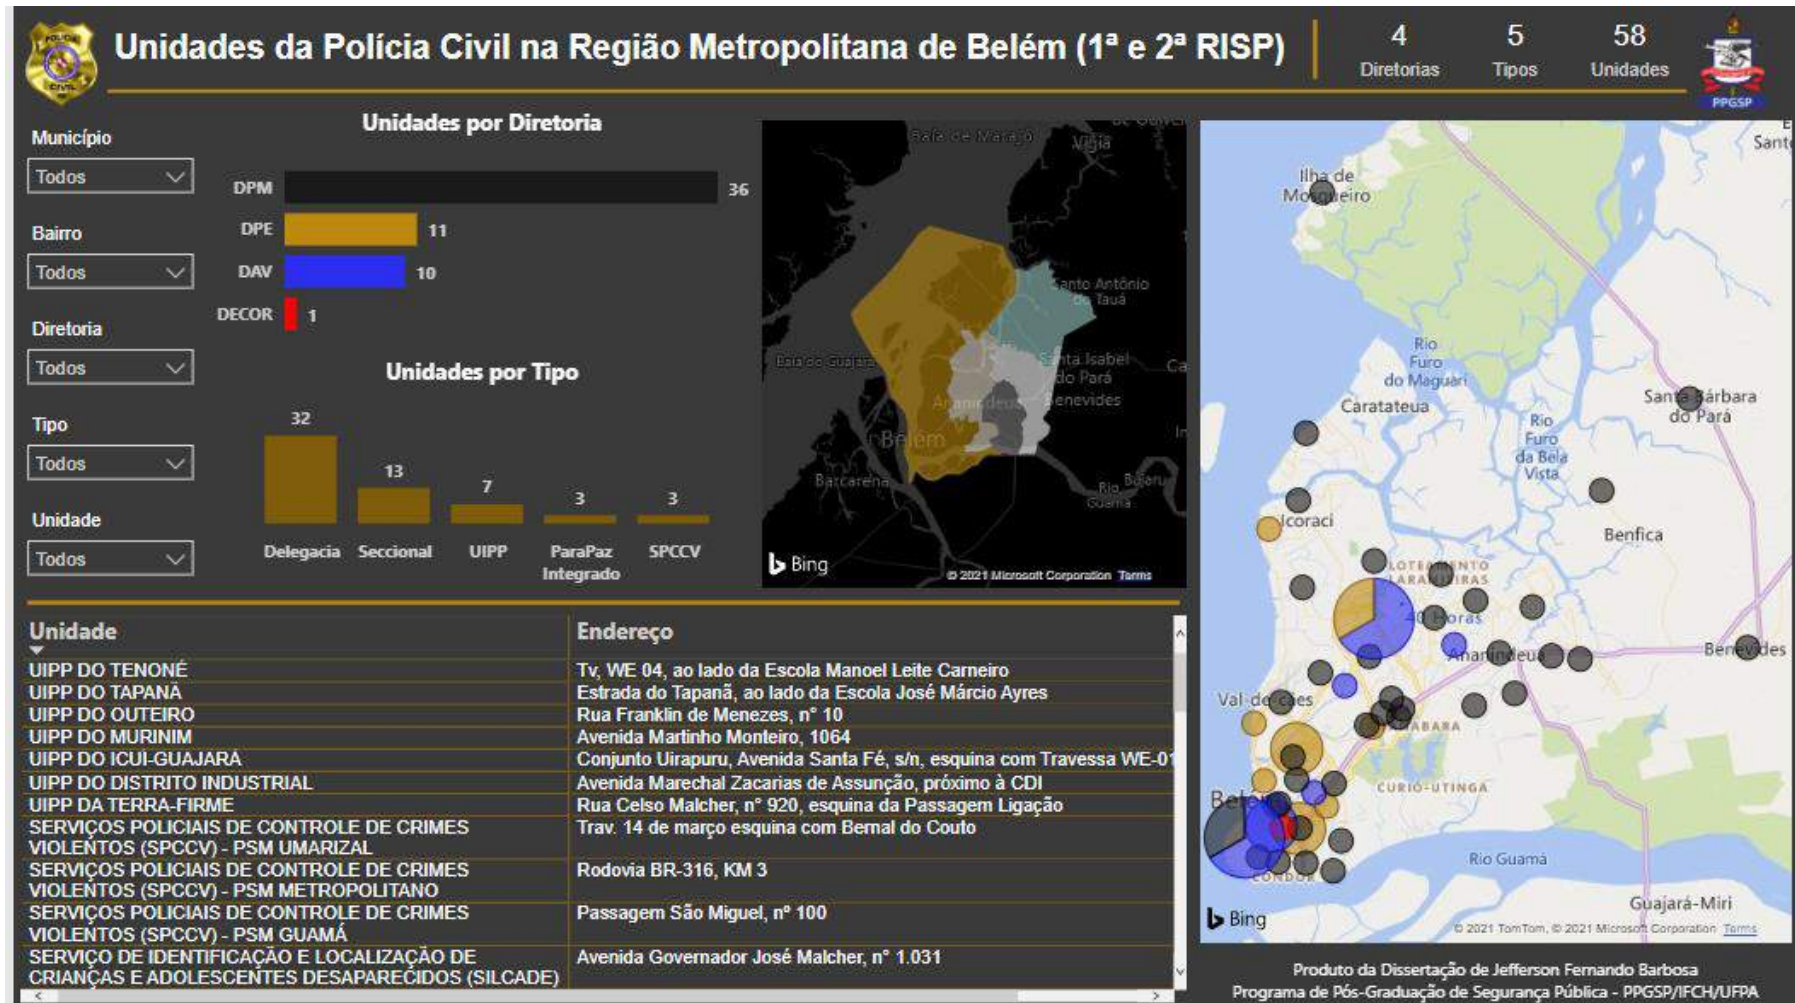 Unidades da Polícia Civil na Região Metropolitana de Belém (1ª e 2ª RISP)
4
Diretorias
5
Tipos
58
Unidades
CIVIL
PPGSP
Município
Todos
Bairro
Todos
Diretoria
Todos
Tipo
Todos
Unidade
Todos
Unidades por Diretoria
DPM
36
DPE
11
DAV
10
DECOR
1
Unidades por Tipo
32
13
7
3
3
Delegacia
Seccional
UIPP
ParaPaz
Integrado
SPCCV
Baía de Marajó
Vigia
Santo Antônio
do Tauá
Baía do Guajará
Santa Isabel
do Pará
Ananindeua
Benevides
Belém
Barcarena
Rio
Guamá
Bujaru
Bing
© 2021 Microsoft Corporation Terms
Ilha de
Mosqueiro
Rio
Furo
do Maguari
Caratateua
Santa Bárbara
do Pará
Rio
Furo
da Bela
Vista
Icoraci
Benfica
LOTEAMENTO
LARANJEIRAS
40 Horas
Ananindeua
Benevides
Val-de-cães
CURIÓ-UTINGA
Belém
CONDOR
Rio Guamá
Guajará-Miri
Bing
© 2021 TomTom, © 2021 Microsoft Corporation Terms
Unidade
Endereço
UIPP DO TENONÉ
Tv, WE 04, ao lado da Escola Manoel Leite Carneiro
UIPP DO TAPANÃ
Estrada do Tapanã, ao lado da Escola José Márcio Ayres
UIPP DO OUTEIRO
Rua Franklin de Menezes, n° 10
UIPP DO MURINIM
Avenida Martinho Monteiro, 1064
UIPP DO ICUÍ-GUAJARÁ
Conjunto Uirapuru, Avenida Santa Fé, s/n, esquina com Travessa WE-01
UIPP DO DISTRITO INDUSTRIAL
Avenida Marechal Zacarias de Assunção, próximo à CDI
UIPP DA TERRA-FIRME
Rua Celso Malcher, n° 920, esquina da Passagem Ligação
SERVIÇOS POLICIAIS DE CONTROLE DE CRIMES
VIOLENTOS (SPCCV) - PSM UMARIZAL
Trav. 14 de março esquina com Bernal do Couto
SERVIÇOS POLICIAIS DE CONTROLE DE CRIMES
VIOLENTOS (SPCCV) - PSM METROPOLITANO
Rodovia BR-316, KM 3
SERVIÇOS POLICIAIS DE CONTROLE DE CRIMES
VIOLENTOS (SPCCV) - PSM GUAMÁ
Passagem São Miguel, nº 100
SERVIÇO DE IDENTIFICAÇÃO E LOCALIZAÇÃO DE
CRIANÇAS E ADOLESCENTES DESAPARECIDOS (SILCADE)
Avenida Governador José Malcher, n° 1.031
Produto da Dissertação de Jefferson Fernando Barbosa
Programa de Pós-Graduação de Segurança Pública - PPGSP/IFCH/UFPA